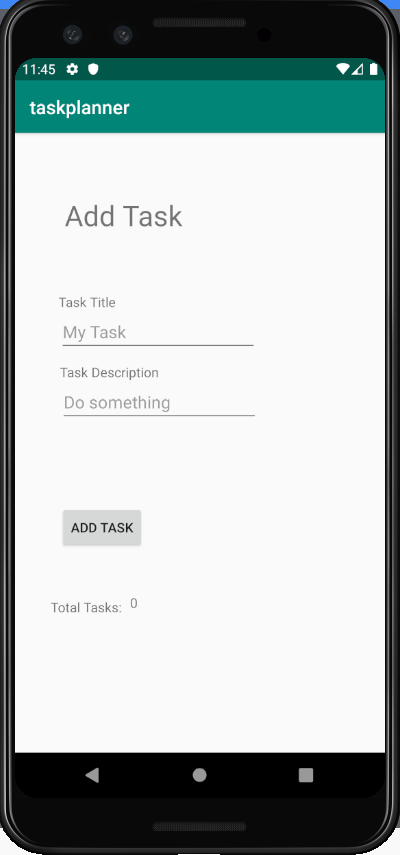 11:45
taskplanner
Add Task
Task Title
My Task
Task Description
Do something
ADD TASK
Total Tasks: 0